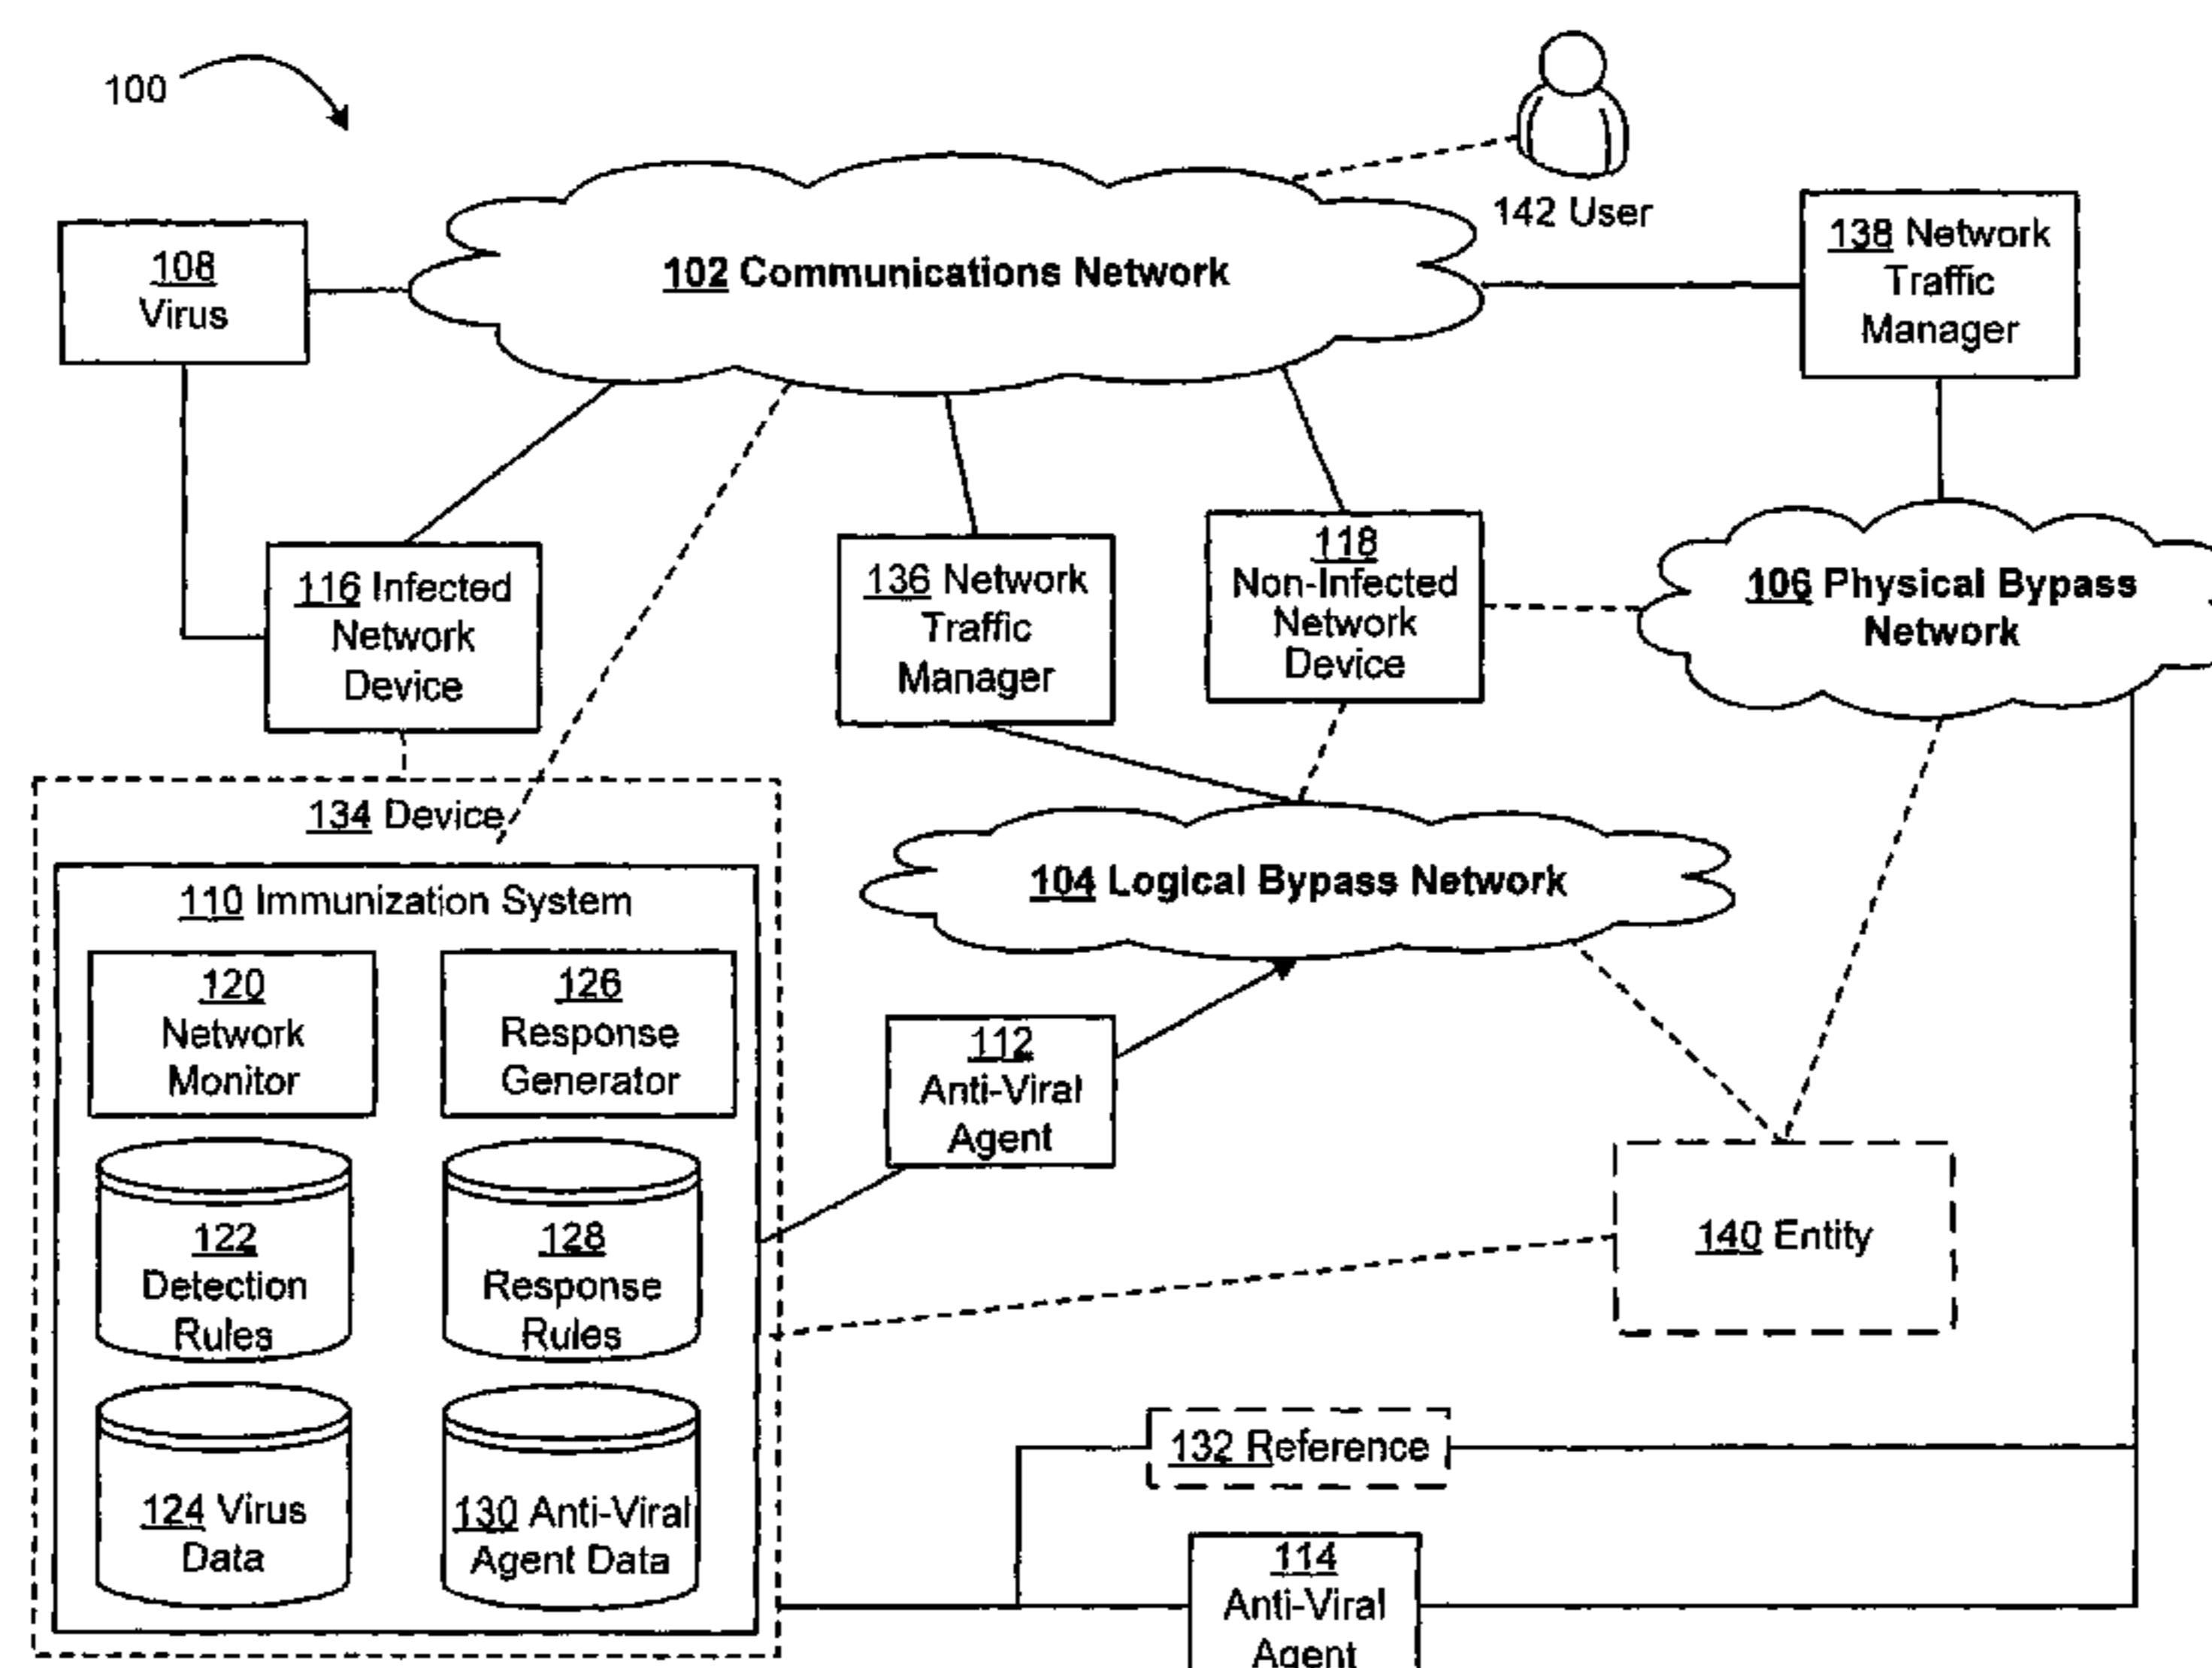 100
142 User
108
Virus
102 Communications Network
138 Network
Traffic
Manager
116 Infected
Network
Device
136 Network
Traffic
Manager
118
Non-Infected
Network
Device
106 Physical Bypass
Network
134 Device
104 Logical Bypass Network
110 Immunization System
120
Network
Monitor
126
Response
Generator
112
Anti-Viral
Agent
122
Detection
Rules
128
Response
Rules
140 Entity
132 Reference
124 Virus
Data
130 Anti-Viral
Agent Data
114
Anti-Viral
Agent